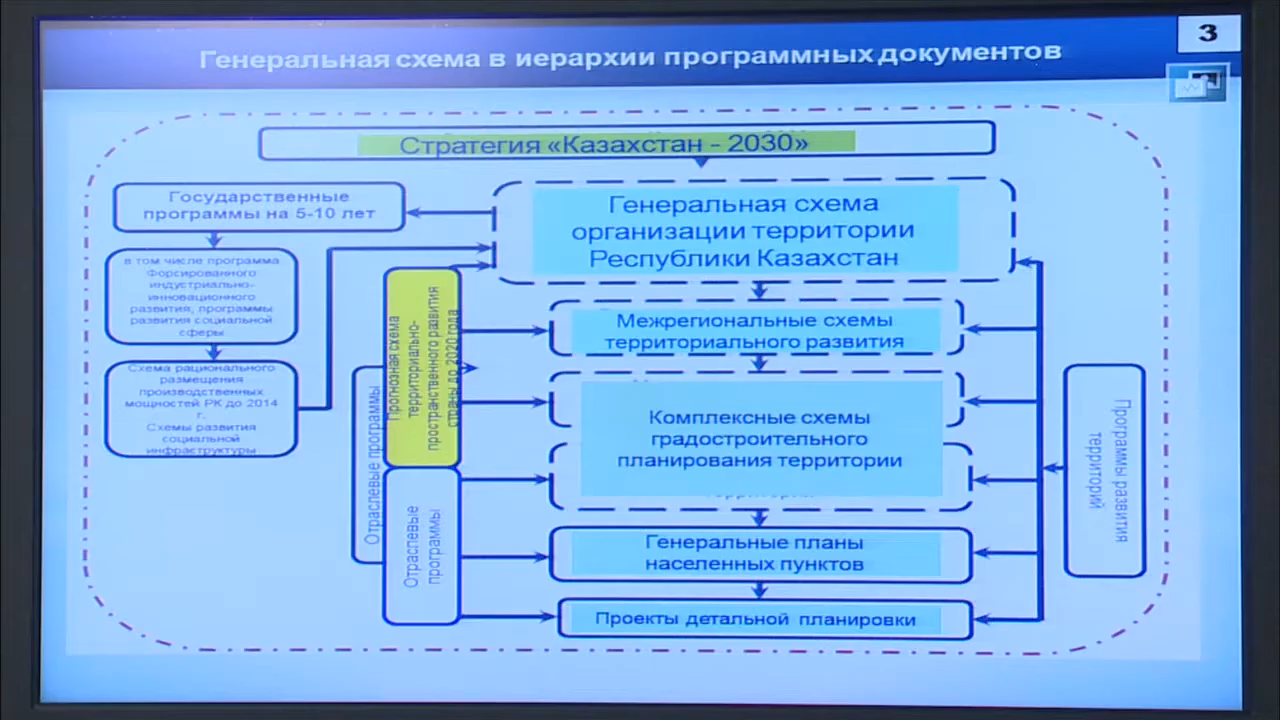 3
Генеральная схема в иерархии программных документов
Стратегия «Казахстан - 2030»
Государственные
программы на 5-10 лет
Генеральная схема
организации территории
Республики Казахстан
в том числе программа
Форсированного
индустриально-
инновационного
развития, программы
развития социальной
сферы
Схема рационального
размещения
производственных
мощностей РК до 2014
г.
Схемы развития
социальной
инфраструктуры
Прогнозная схема
территориально-
пространственного развития
страны до 2020 года
Отраслевые программы
Отраслевые
программы
Межрегиональные схемы
территориального развития
Комплексные схемы
градостроительного
планирования территории
Генеральные планы
населенных пунктов
Проекты детальной планировки
Программы развития
территорий